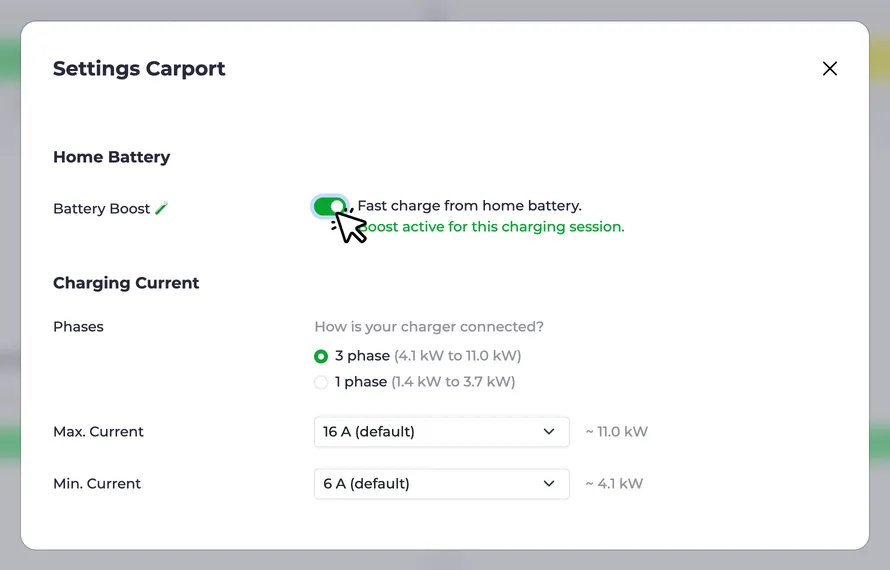 Settings Carport
Home Battery
Battery Boost
Fast charge from home battery.
Boost active for this charging session.
Charging Current
Phases
How is your charger connected?
3 phase (4.1 kW to 11.0 kW)
1 phase (1.4 kW to 3.7 kW)
Max. Current
16 A (default)
~ 11.0 kW
Min. Current
6 A (default)
~ 4.1 kW